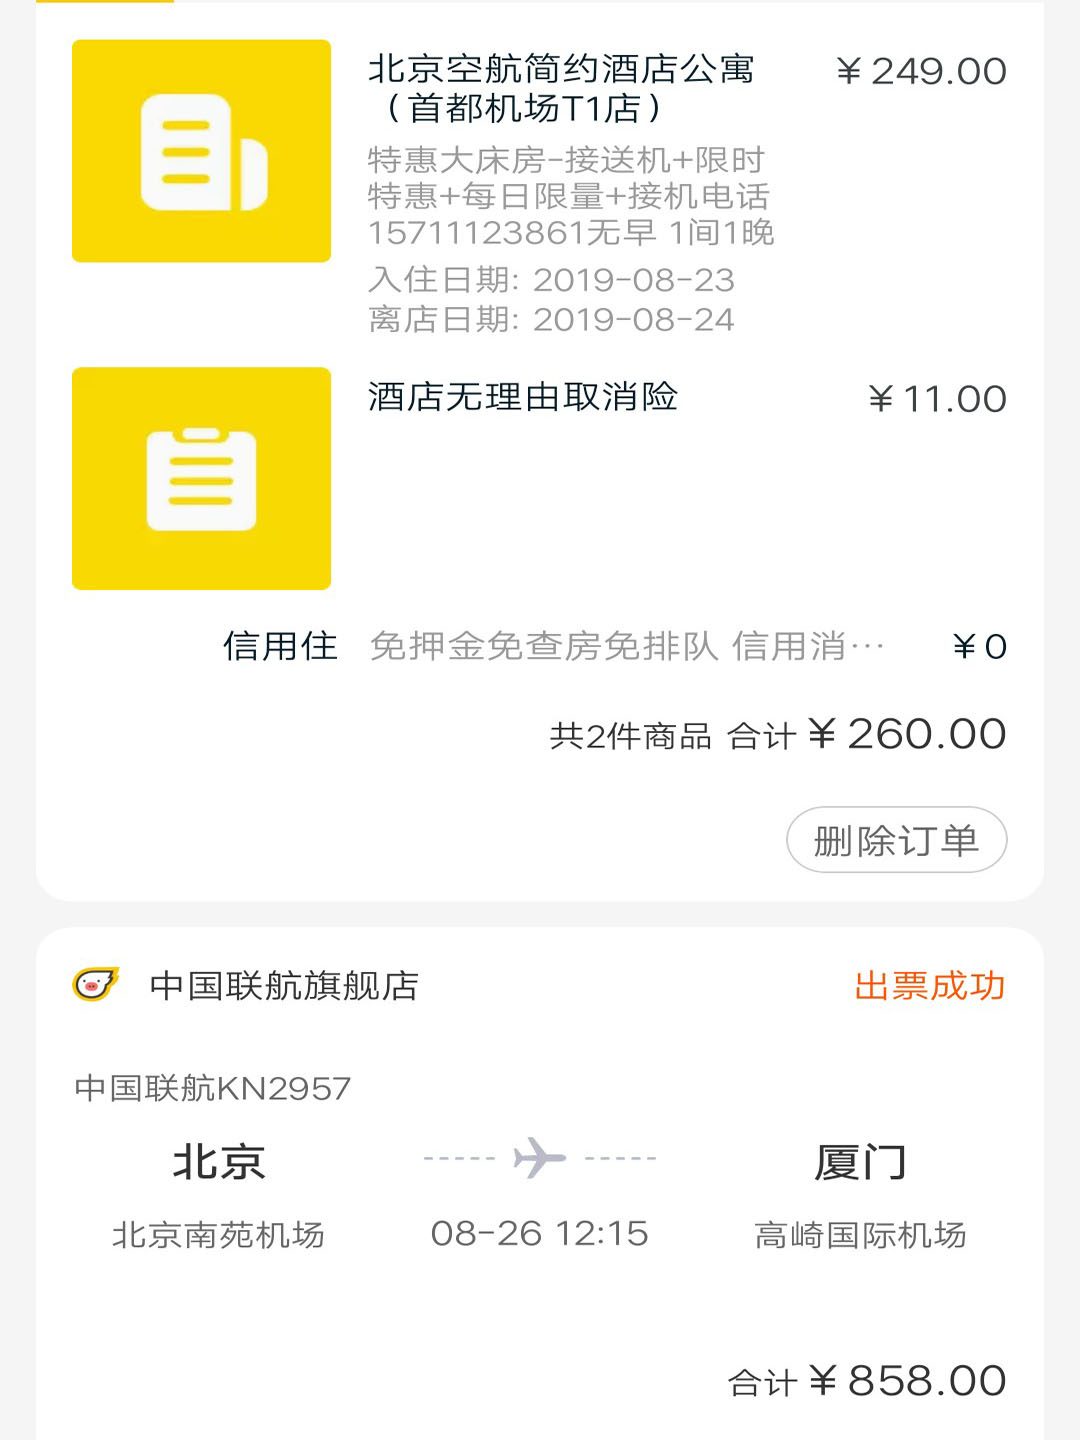 北京空航简约酒店公寓 ￥249.00
（首都机场T1店）
特惠大床房-接送机+限时
特惠+每日限量+接机电话
15711123861无早 1间1晚
入住日期: 2019-08-23
离店日期: 2019-08-24
酒店无理由取消险 ￥11.00
信用住 免押金免查房免排队 信用消… ￥0
共2件商品 合计￥260.00
删除订单
中国联航旗舰店 出票成功
中国联航KN2957
北京 厦门
北京南苑机场 08-26 12:15 高崎国际机场
合计￥858.00